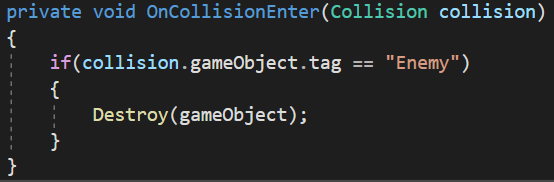 private void OnCollisionEnter(Collision collision)
{
    if(collision.gameObject.tag == "Enemy")
    {
        Destroy(gameObject);
    }
}